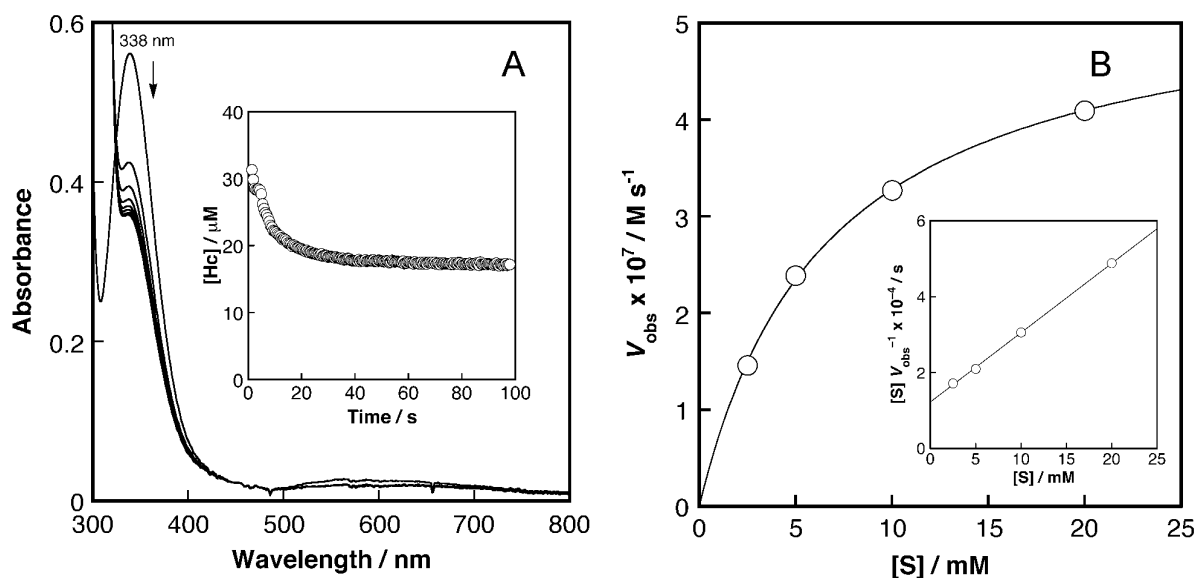 A
338 nm
Absorbance
0.6
0.4
0.2
0
300 400 500 600 700 800
Wavelength / nm
[Hc] / μM
40
30
20
10
0
0 20 40 60 80 100
Time / s
B
V_obs x 10⁷ / M s⁻¹
5
4
3
2
1
0
0 5 10 15 20 25
[S] / mM
[S] V_obs⁻¹ x 10⁻⁴ / s
6
4
2
0
0 5 10 15 20 25
[S] / mM